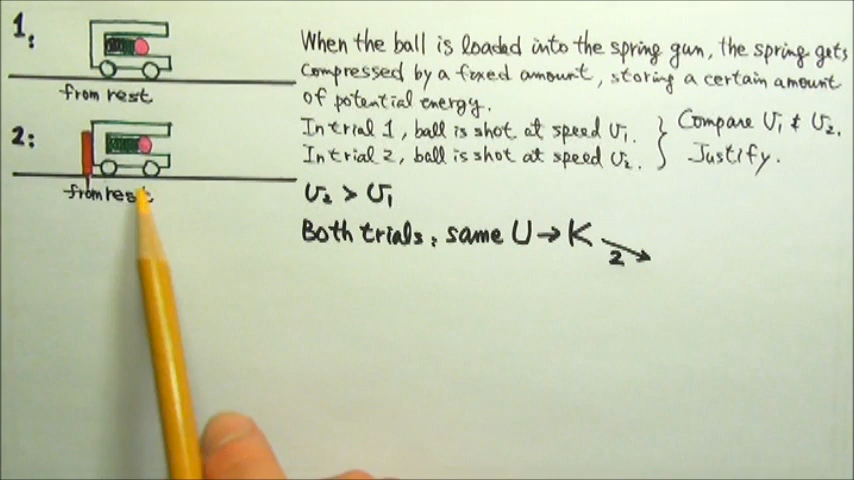 1:
from rest
2:
from rest
When the ball is loaded into the spring gun, the spring gets
compressed by a fixed amount, storing a certain amount
of potential energy.
In trial 1, ball is shot at speed v₁.
In trial 2, ball is shot at speed v₂.
} Compare v₁ & v₂.
Justify.
v₂ > v₁
Both trials: same U → K
2